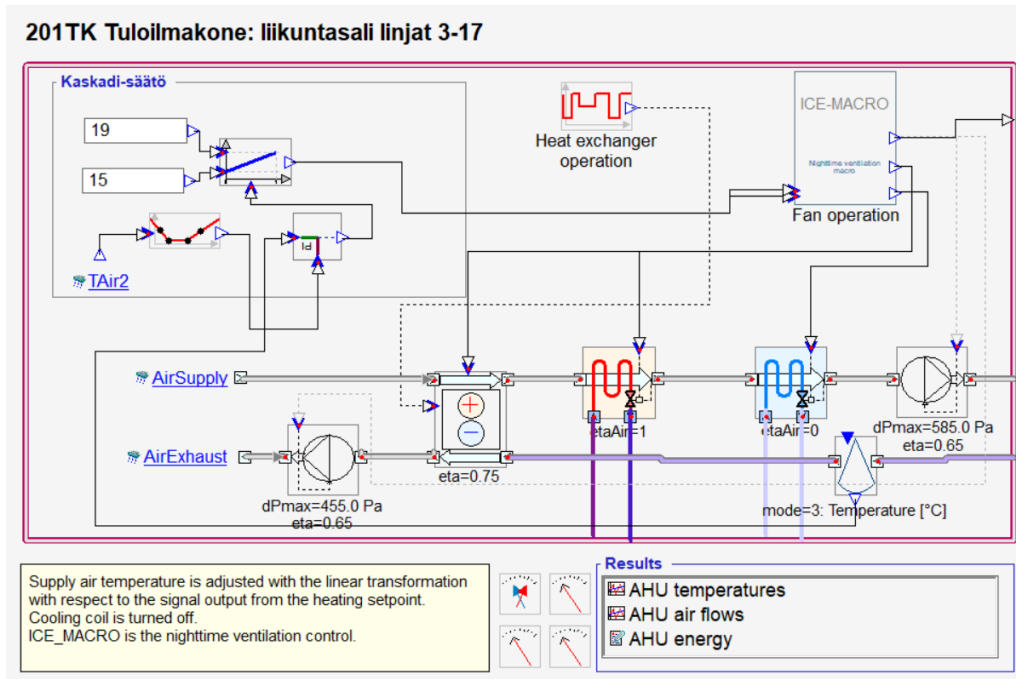 201TK Tuloilmakone: liikuntasali linjat 3-17
Kaskadi-säätö
19
15
TAir2
PI
Heat exchanger
operation
ICE-MACRO
Nighttime ventilation
macro
Fan operation
AirSupply
AirExhaust
etaAir=1
etaAir=0
dPmax=585.0 Pa
eta=0.65
eta=0.75
dPmax=455.0 Pa
eta=0.65
mode=3: Temperature [°C]
Supply air temperature is adjusted with the linear transformation
with respect to the signal output from the heating setpoint.
Cooling coil is turned off.
ICE_MACRO is the nighttime ventilation control.
Results
AHU temperatures
AHU air flows
AHU energy